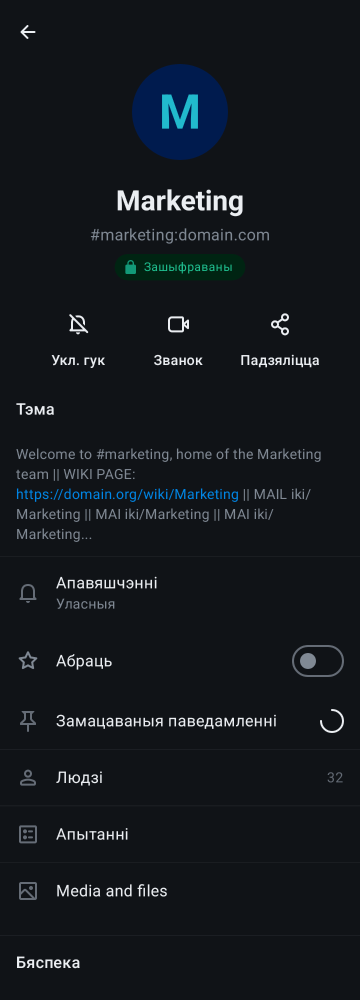 M
Marketing
#marketing:domain.com
Зашыфраваны
Укл. гук
Званок
Падзяліцца
Тэма
Welcome to #marketing, home of the Marketing
team || WIKI PAGE:
https://domain.org/wiki/Marketing || MAIL iki/
Marketing || MAI iki/Marketing || MAI iki/
Marketing...
Апавяшчэнні
Уласныя
Абраць
Замацаваныя паведамленні
Людзі 32
Апытанні
Media and files
Бяспека